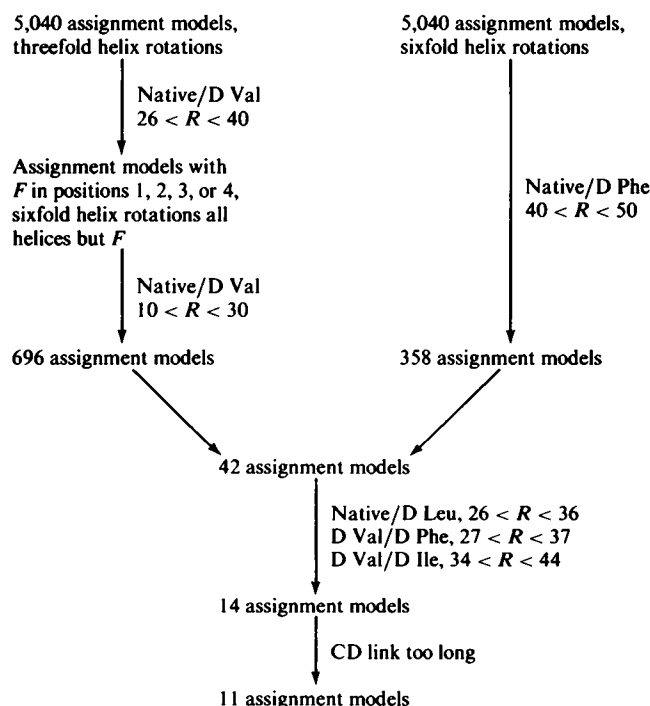 5,040 assignment models,
threefold helix rotations
5,040 assignment models,
sixfold helix rotations
Native/D Val
26 < R < 40
Assignment models with
F in positions 1, 2, 3, or 4,
sixfold helix rotations all
helices but F
Native/D Phe
40 < R < 50
Native/D Val
10 < R < 30
696 assignment models
358 assignment models
42 assignment models
Native/D Leu, 26 < R < 36
D Val/D Phe, 27 < R < 37
D Val/D Ile, 34 < R < 44
14 assignment models
CD link too long
11 assignment models